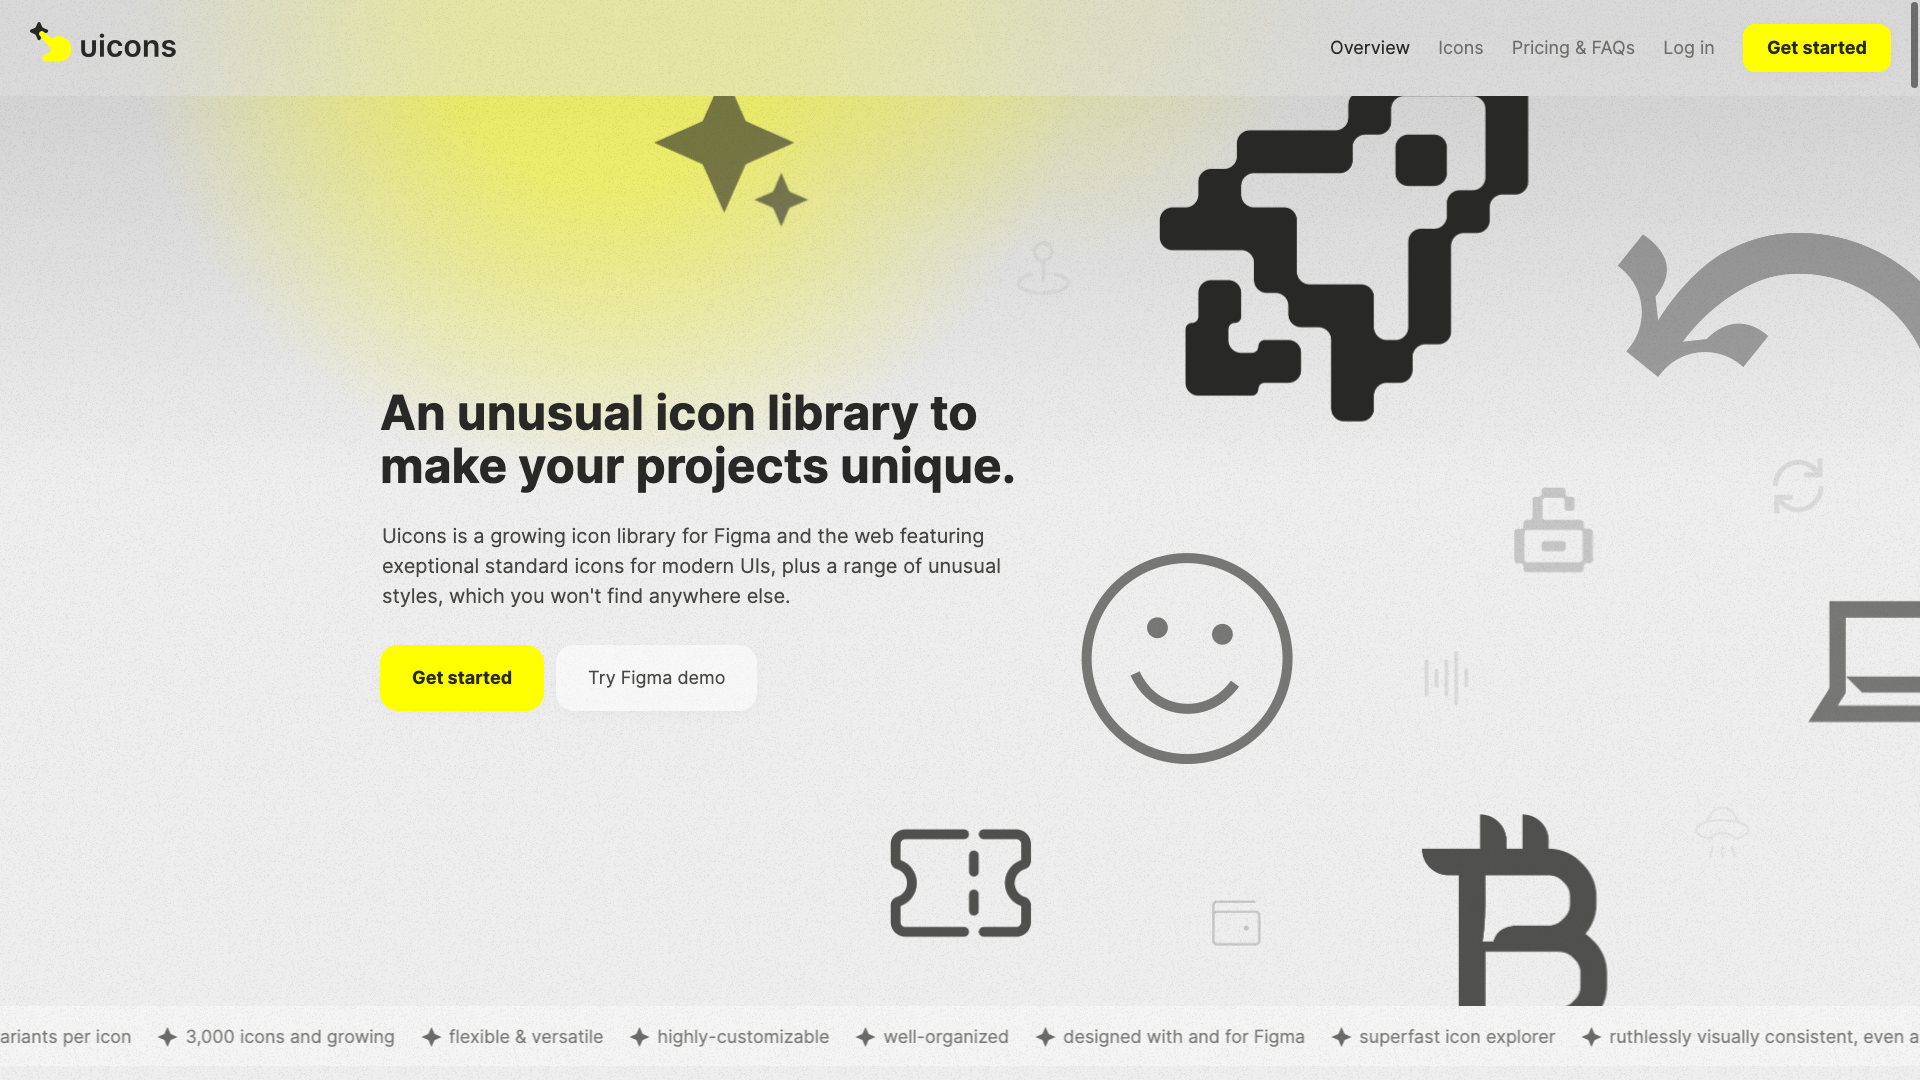 uicons
Overview
Icons
Pricing & FAQs
Log in
Get started
An unusual icon library to
make your projects unique.
Uicons is a growing icon library for Figma and the web featuring
exeptional standard icons for modern UIs, plus a range of unusual
styles, which you won't find anywhere else.
Get started
Try Figma demo
ariants per icon
3,000 icons and growing
flexible & versatile
highly-customizable
well-organized
designed with and for Figma
superfast icon explorer
ruthlessly visually consistent, even a